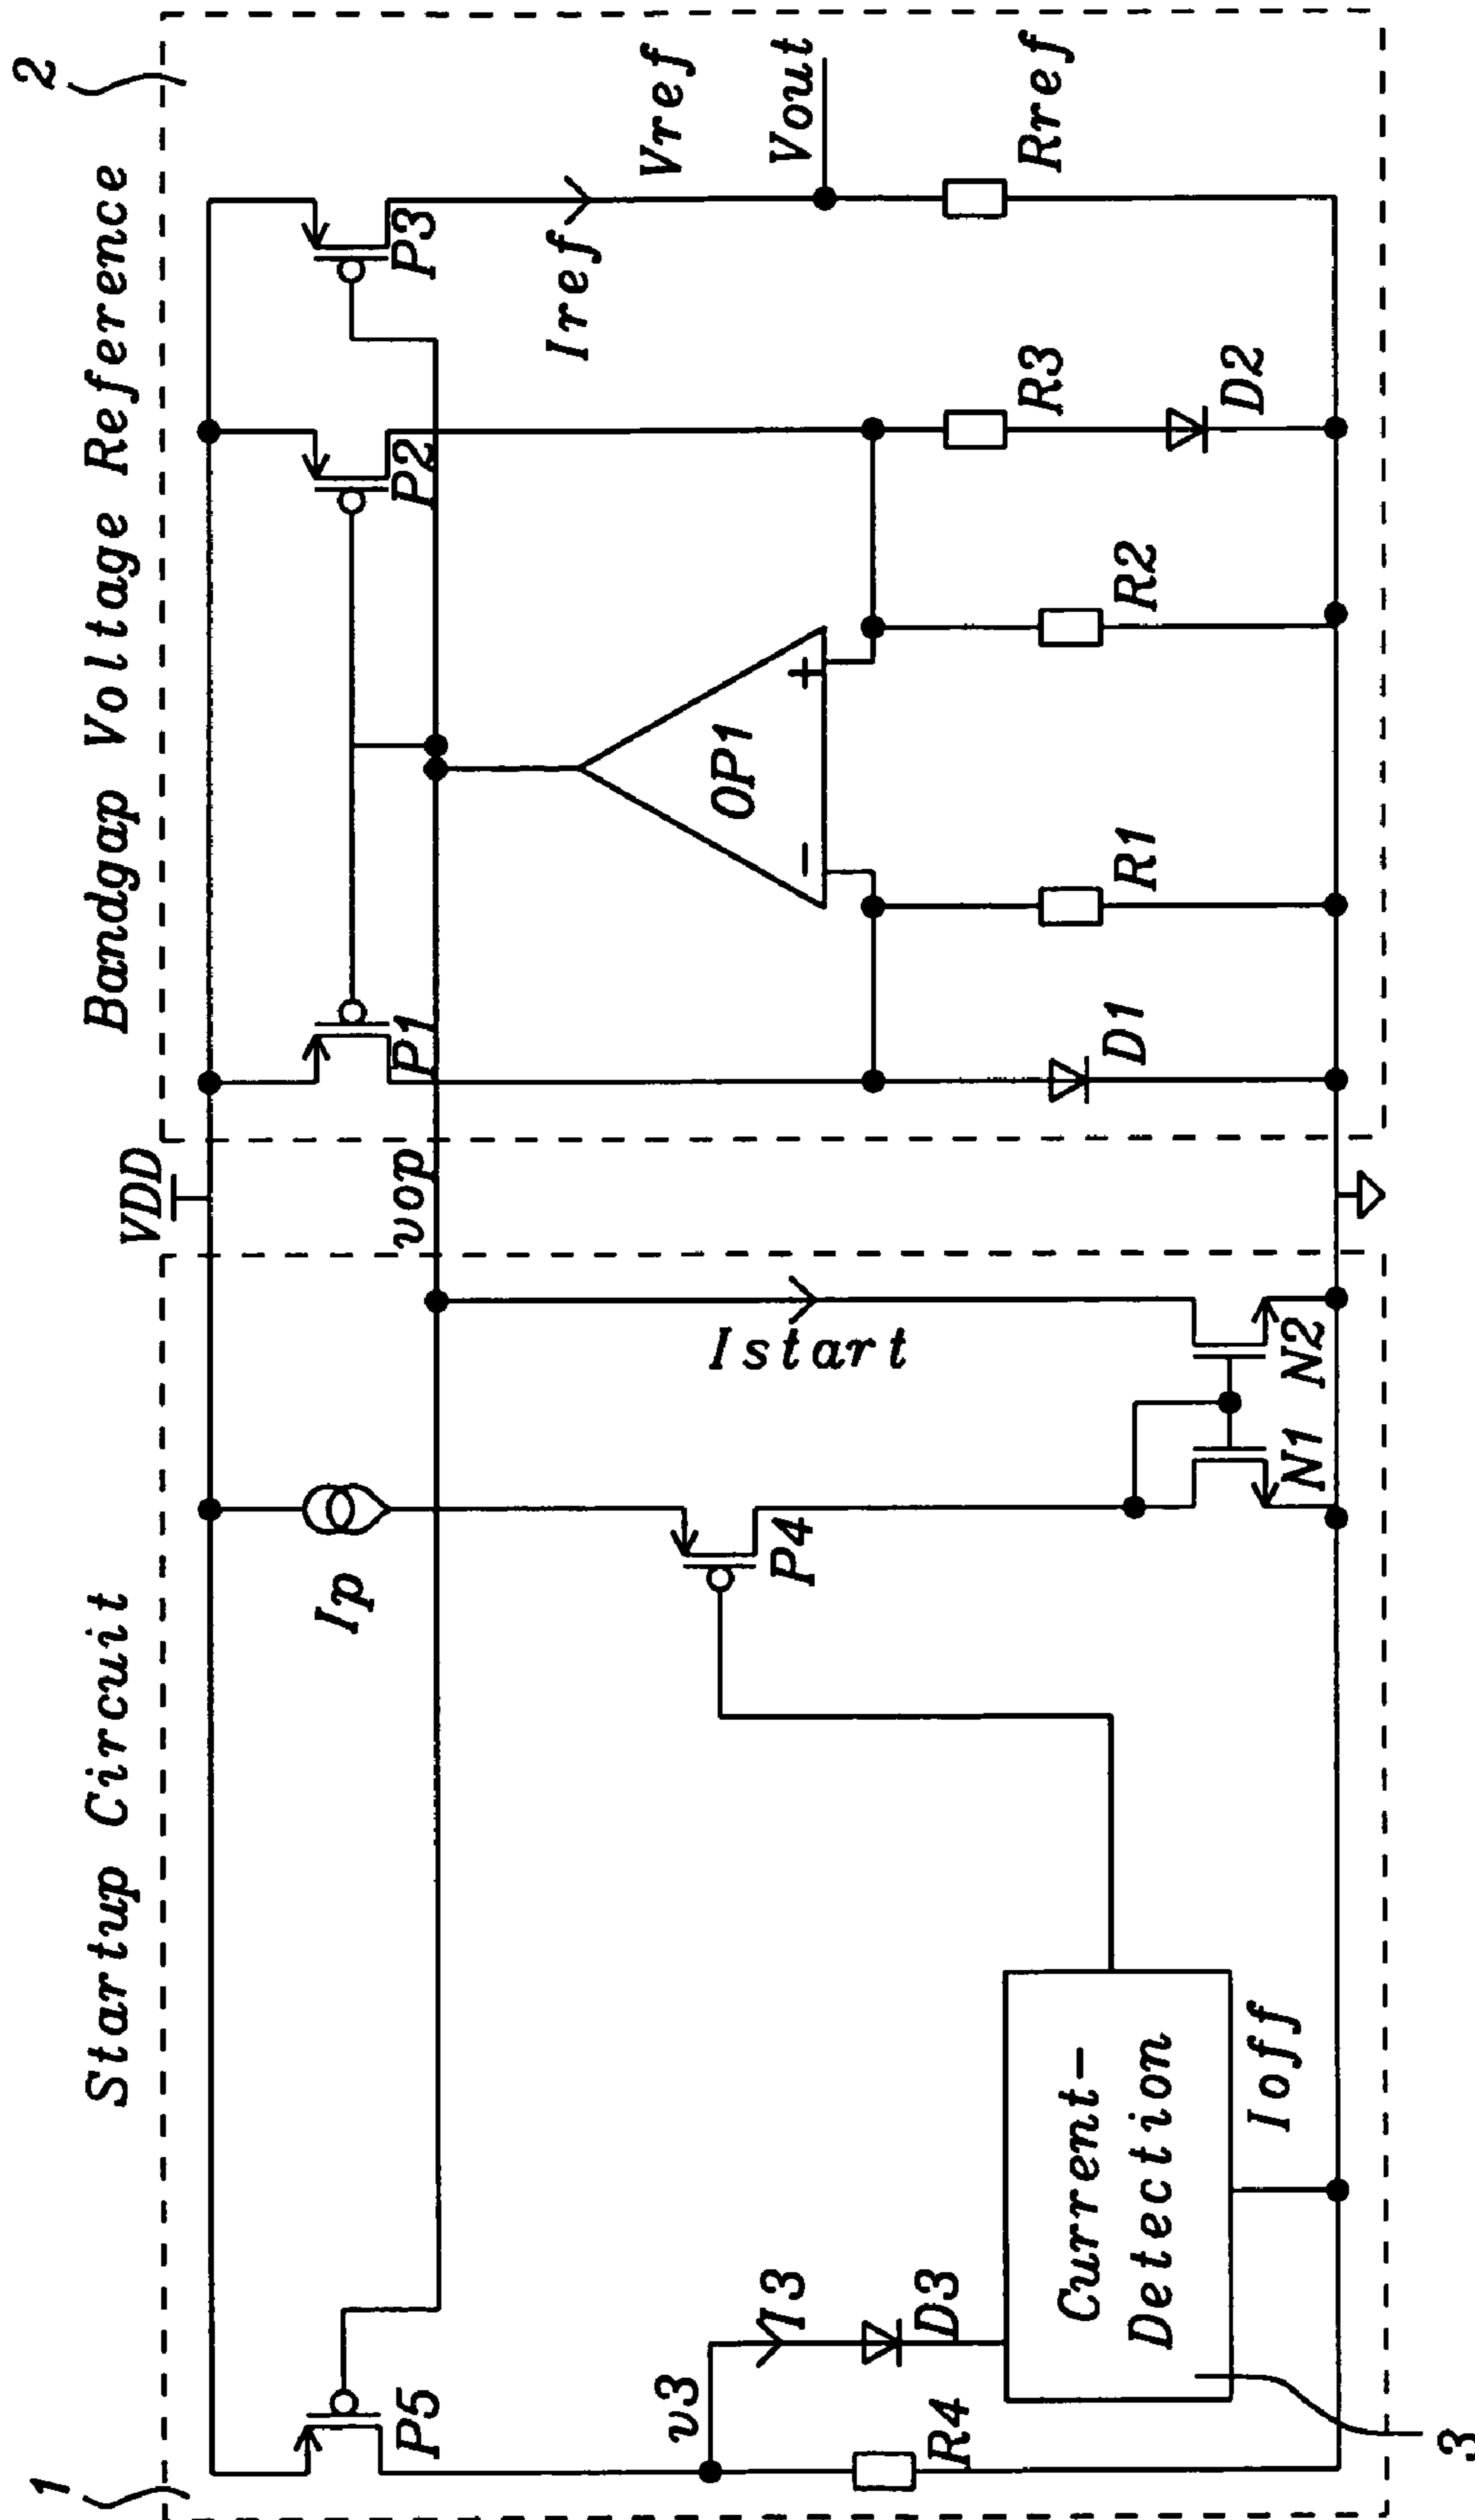 1
Startup Circuit
VDD
Bandgap Voltage Reference
2
P5
Ip
vop
P1
P2
P3
Iref
v3
I3
D3
R4
P4
Istart
OP1
-
+
Vref
Vout
Current-
Detection
Ioff
N1
N2
D1
R1
R2
R3
D2
Rref
3